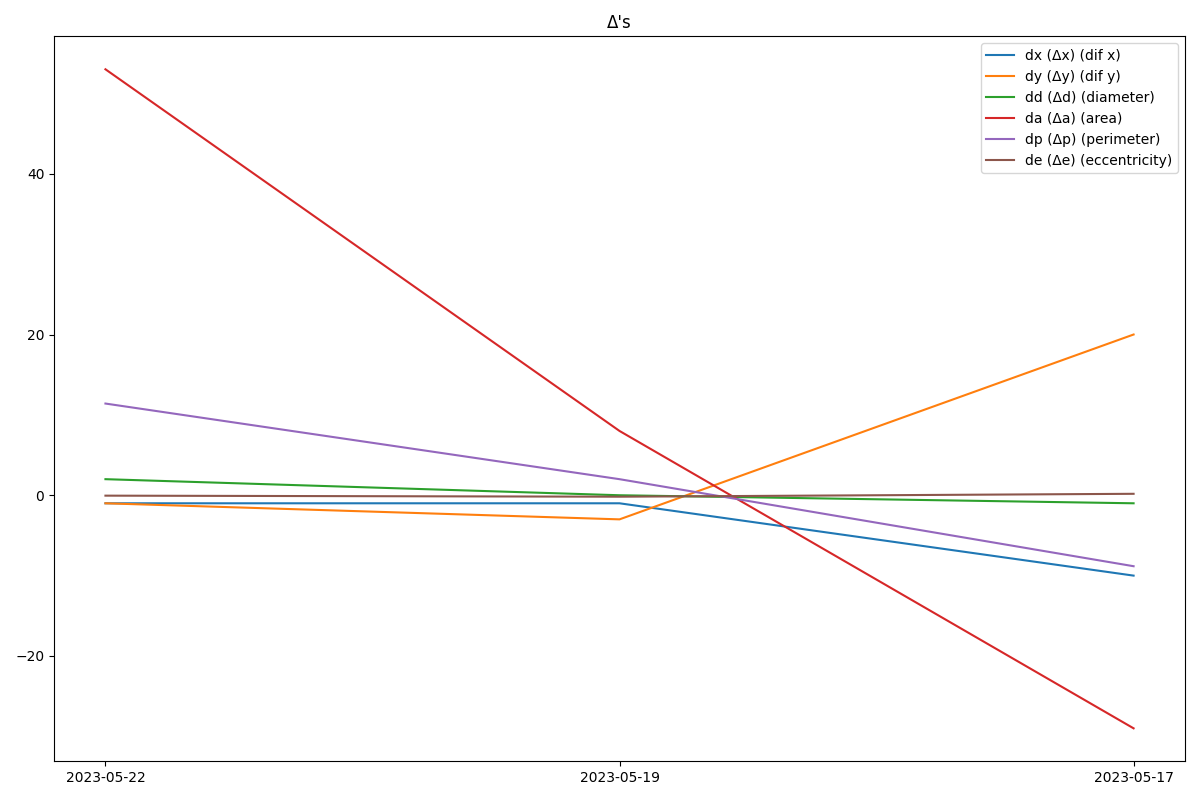 Δ's
dx (Δx) (dif x)
dy (Δy) (dif y)
dd (Δd) (diameter)
da (Δa) (area)
dp (Δp) (perimeter)
de (Δe) (eccentricity)
40
20
0
−20
2023-05-22
2023-05-19
2023-05-17